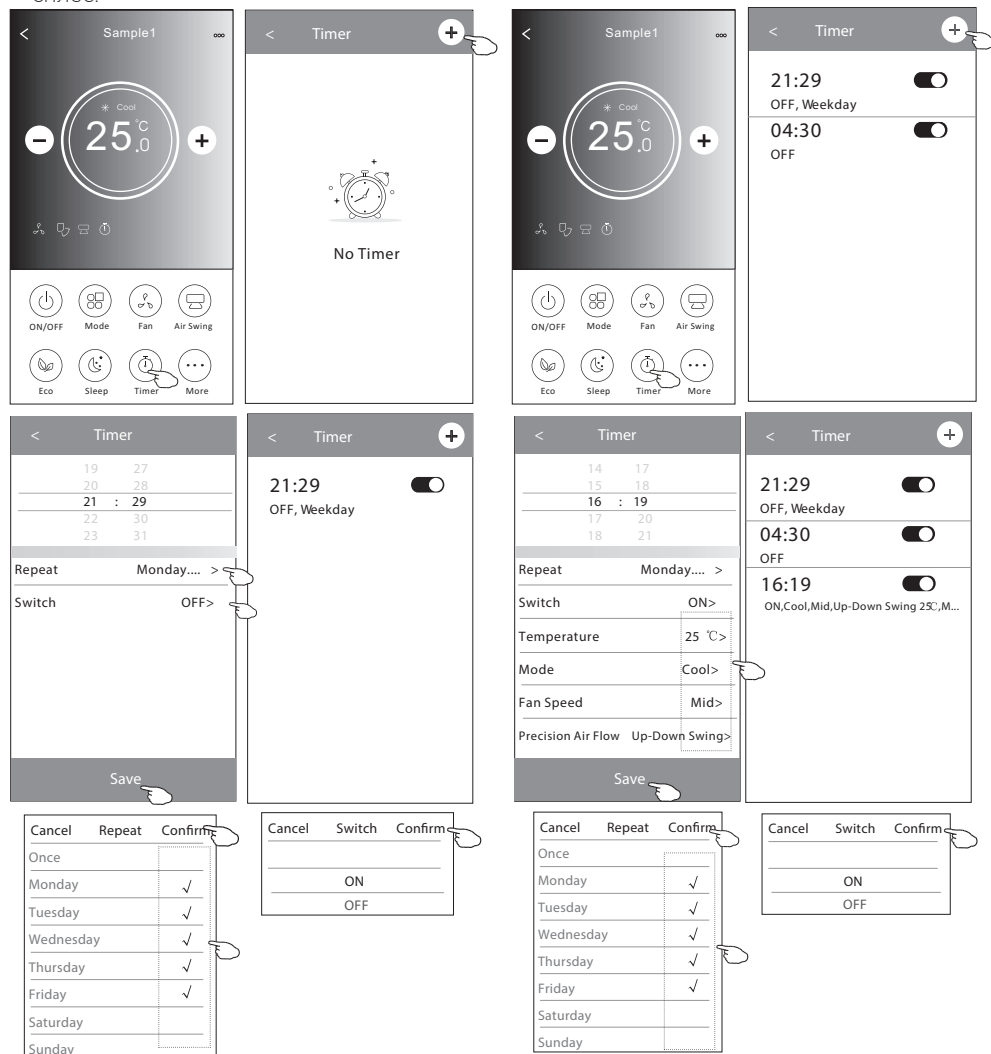 Sample1
Cool
25.0 °C
ON/OFF Mode Fan Air Swing
Eco Sleep Timer More
< Timer +
No Timer
< Timer
19 27
20 28
21 : 29
22 30
23 31
Repeat Monday.... >
Switch OFF>
Save
< Timer +
21:29
OFF, Weekday
Cancel Repeat Confirm
Once
Monday √
Tuesday √
Wednesday √
Thursday √
Friday √
Saturday
Sunday
Cancel Switch Confirm
ON
OFF
Sample1
Cool
25.0 °C
ON/OFF Mode Fan Air Swing
Eco Sleep Timer More
< Timer +
21:29
OFF, Weekday
04:30
OFF
< Timer
14 17
15 18
16 : 19
17 20
18 21
Repeat Monday.... >
Switch ON>
Temperature 25 ℃>
Mode Cool>
Fan Speed Mid>
Precision Air Flow Up-Down Swing>
Save
< Timer +
21:29
OFF, Weekday
04:30
OFF
16:19
ON,Cool,Mid,Up-Down Swing 25℃,M...
Cancel Repeat Confirm
Once
Monday √
Tuesday √
Wednesday √
Thursday √
Friday √
Saturday
Sunday
Cancel Switch Confirm
ON
OFF